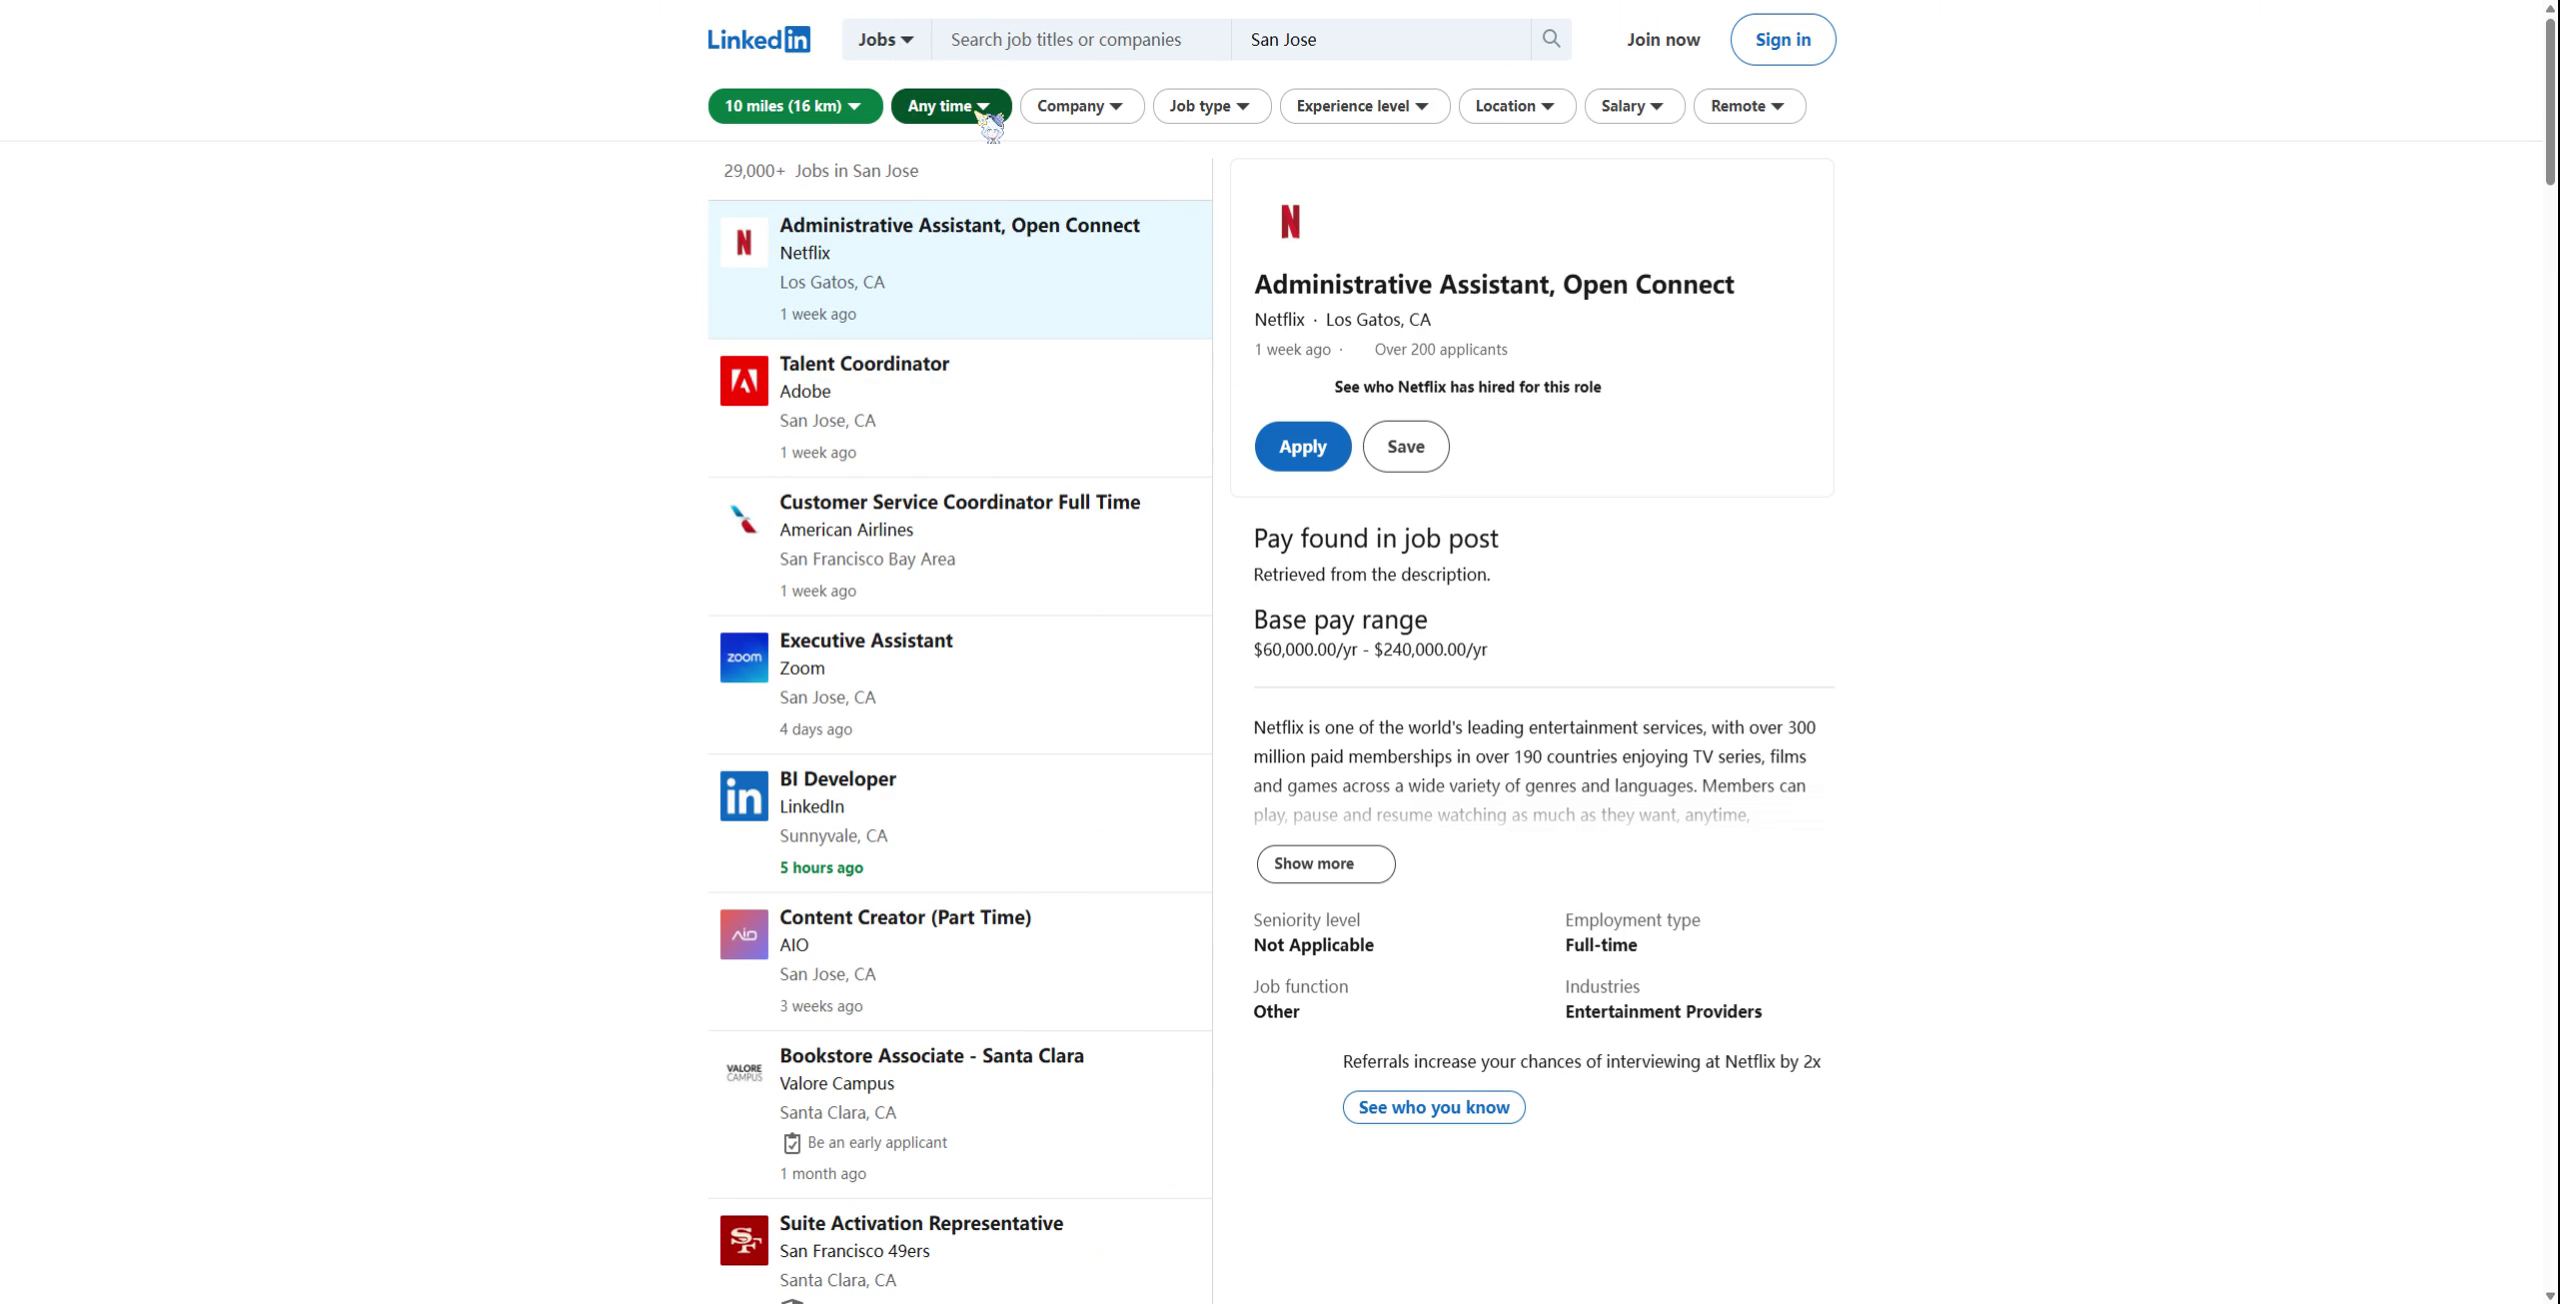 LinkedIn
Jobs
Search job titles or companies
San Jose
Join now
Sign in
10 miles (16 km)
Any time
Company
Job type
Experience level
Location
Salary
Remote
29,000+ Jobs in San Jose
N
Administrative Assistant, Open Connect
Netflix
Los Gatos, CA
1 week ago
Talent Coordinator
Adobe
San Jose, CA
1 week ago
Customer Service Coordinator Full Time
American Airlines
San Francisco Bay Area
1 week ago
zoom
Executive Assistant
Zoom
San Jose, CA
4 days ago
in
BI Developer
LinkedIn
Sunnyvale, CA
5 hours ago
AIO
Content Creator (Part Time)
AIO
San Jose, CA
3 weeks ago
VALORE
CAMPUS
Bookstore Associate - Santa Clara
Valore Campus
Santa Clara, CA
Be an early applicant
1 month ago
SF
Suite Activation Representative
San Francisco 49ers
Santa Clara, CA
N
Administrative Assistant, Open Connect
Netflix · Los Gatos, CA
1 week ago · Over 200 applicants
See who Netflix has hired for this role
Apply
Save
Pay found in job post
Retrieved from the description.
Base pay range
$60,000.00/yr - $240,000.00/yr
Netflix is one of the world's leading entertainment services, with over 300
million paid memberships in over 190 countries enjoying TV series, films
and games across a wide variety of genres and languages. Members can
play, pause and resume watching as much as they want, anytime,
Show more
Seniority level
Not Applicable
Employment type
Full-time
Job function
Other
Industries
Entertainment Providers
Referrals increase your chances of interviewing at Netflix by 2x
See who you know